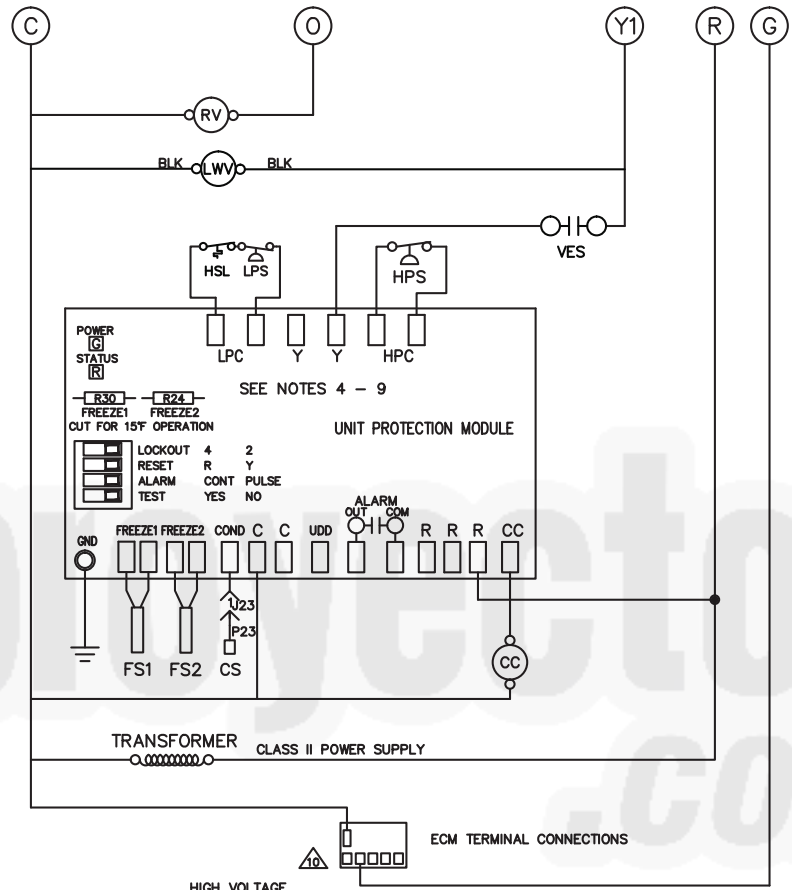 C O Y1 R G
RV
BLK LWV BLK
VES
HSL LPS HPS
LPC Y Y HPC
POWER
G
STATUS
R
SEE NOTES 4 - 9
R30 R24
FREEZE1 FREEZE2
CUT FOR 15°F OPERATION
UNIT PROTECTION MODULE
LOCKOUT 4 2
RESET R Y
ALARM CONT PULSE
TEST YES NO
ALARM
OUT COM
GND FREEZE1 FREEZE2 COND C C UDD R R R CC
J23
P23
FS1 FS2 CS CC
TRANSFORMER CLASS II POWER SUPPLY
ECM TERMINAL CONNECTIONS
10
HIGH VOLTAGE
proyecto
.co